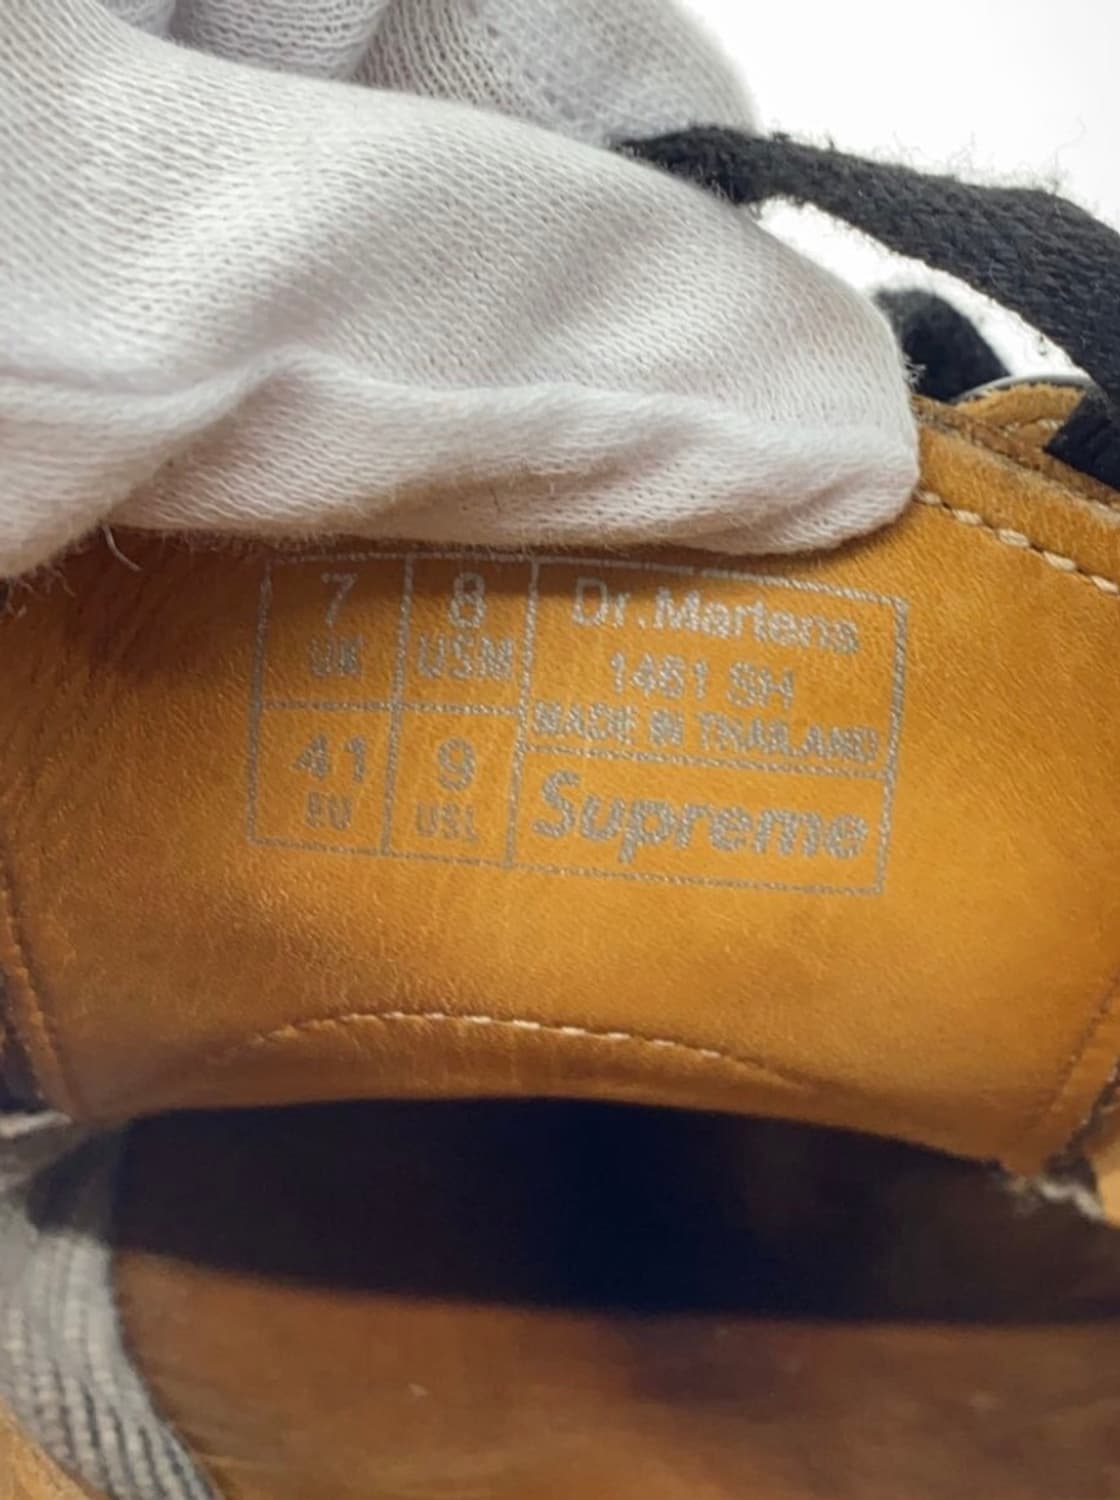 7
UK
8
USM
41
EU
9
USL
Dr.Martens
1461 SH
MADE IN THAILAND
Supreme